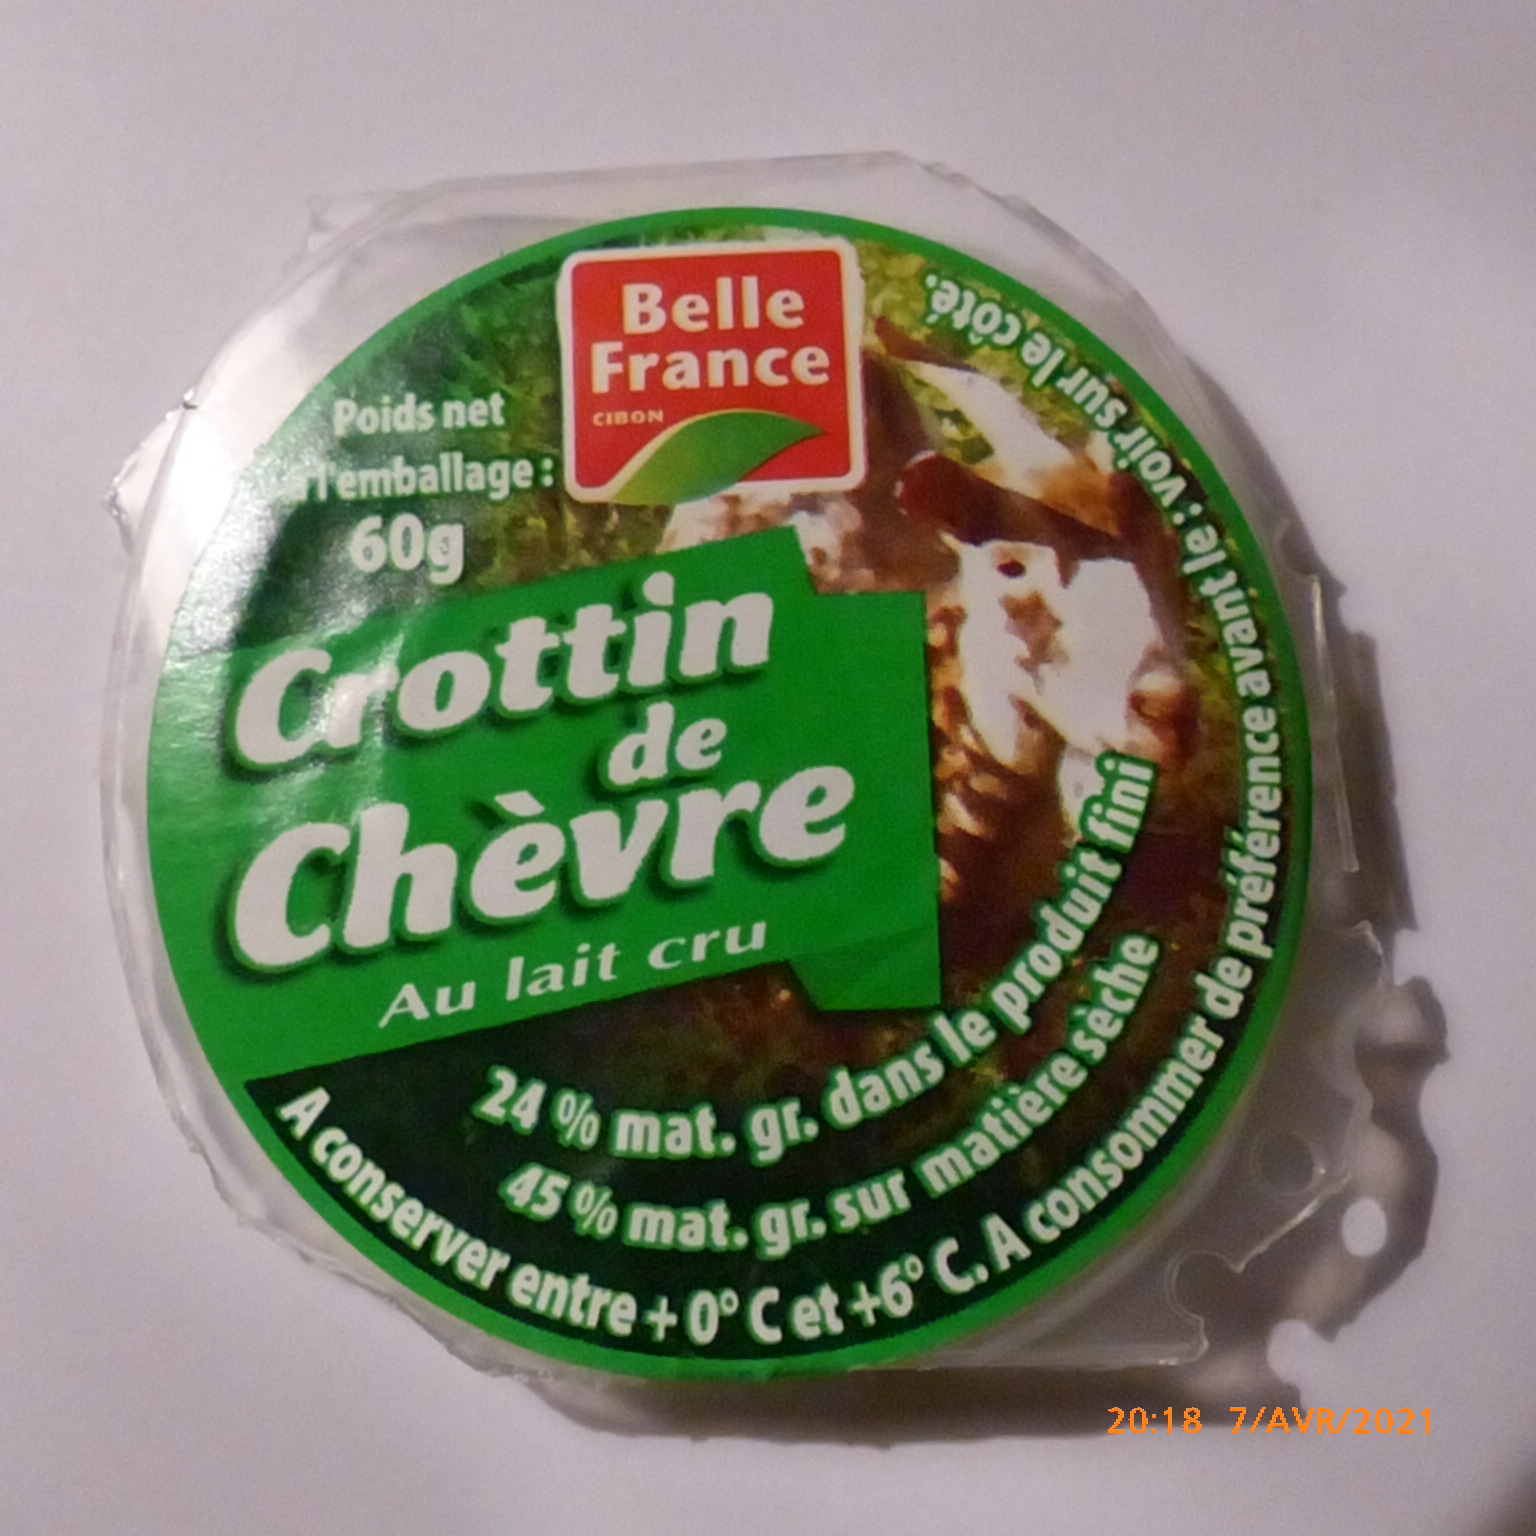 Belle
France
CIBON
Poids net
à l'emballage :
60g
Crottin
de
Chèvre
Au lait cru
24 % mat. gr. dans le produit fini
45 % mat. gr. sur matière sèche
A conserver entre + 0° C et +6° C. A consommer de préférence avant le : voir sur le côté.
20:18 7/AVR/2021